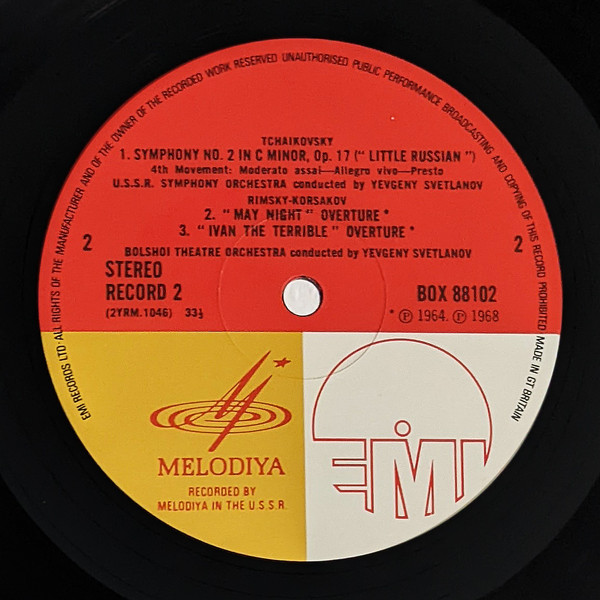 ALL RIGHTS OF THE MANUFACTURER AND OF THE OWNER OF THE RECORDED WORK RESERVED UNAUTHORISED PUBLIC PERFORMANCE BROADCASTING AND COPYING OF THIS RECORD PROHIBITED MADE IN GT BRITAIN
TCHAIKOVSKY
1. SYMPHONY NO. 2 IN C MINOR, Op. 17 (" LITTLE RUSSIAN ")
4th Movement: Moderato assai—Allegro vivo—Presto
U.S.S.R. SYMPHONY ORCHESTRA conducted by YEVGENY SVETLANOV
RIMSKY-KORSAKOV
2. " MAY NIGHT " OVERTURE *
3. " IVAN THE TERRIBLE " OVERTURE *
2 2
BOLSHOI THEATRE ORCHESTRA conducted by YEVGENY SVETLANOV
STEREO
RECORD 2 BOX 88102
(2YRM.1046) 33⅓ * ℗ 1964. ℗ 1968
EMI RECORDS LTD
MELODIYA
RECORDED BY
MELODIYA IN THE U.S.S.R.
EMI